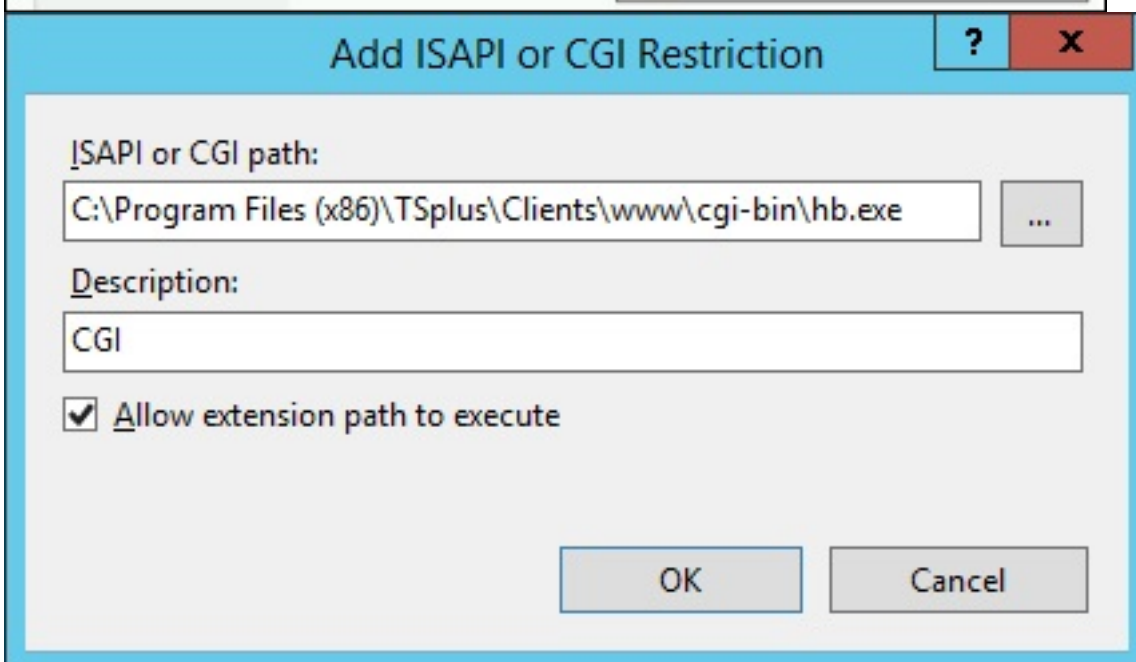 Add ISAPI or CGI Restriction
?
x
ISAPI or CGI path:
C:\Program Files (x86)\TSplus\Clients\www\cgi-bin\hb.exe
...
Description:
CGI
Allow extension path to execute
OK
Cancel